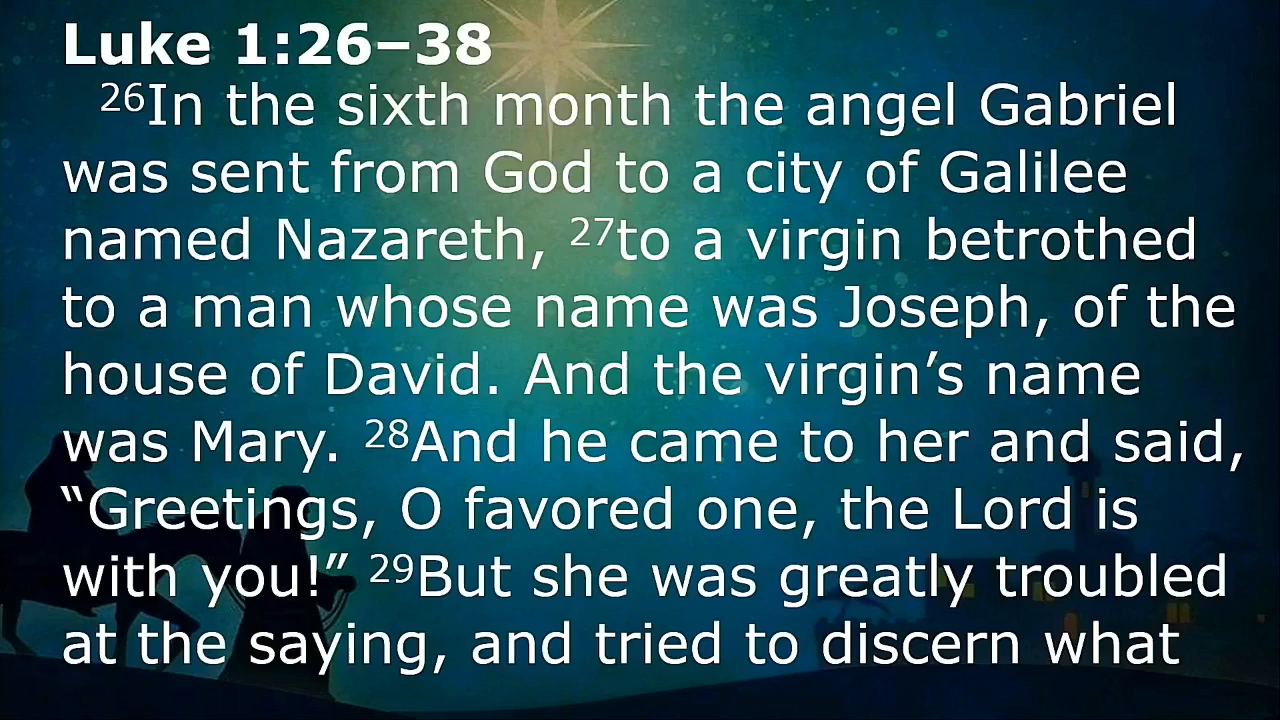 Luke 1:26–38
²⁶In the sixth month the angel Gabriel
was sent from God to a city of Galilee
named Nazareth, ²⁷to a virgin betrothed
to a man whose name was Joseph, of the
house of David. And the virgin’s name
was Mary. ²⁸And he came to her and said,
“Greetings, O favored one, the Lord is
with you!” ²⁹But she was greatly troubled
at the saying, and tried to discern what